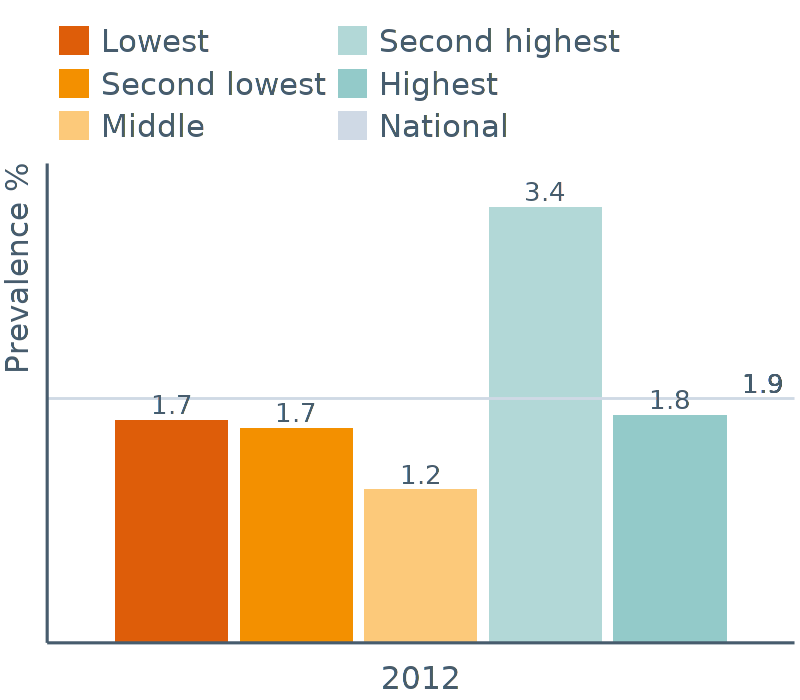 Lowest
Second lowest
Middle
Second highest
Highest
National
Prevalence %
3.4
1.9
1.7
1.7
1.8
1.2
2012